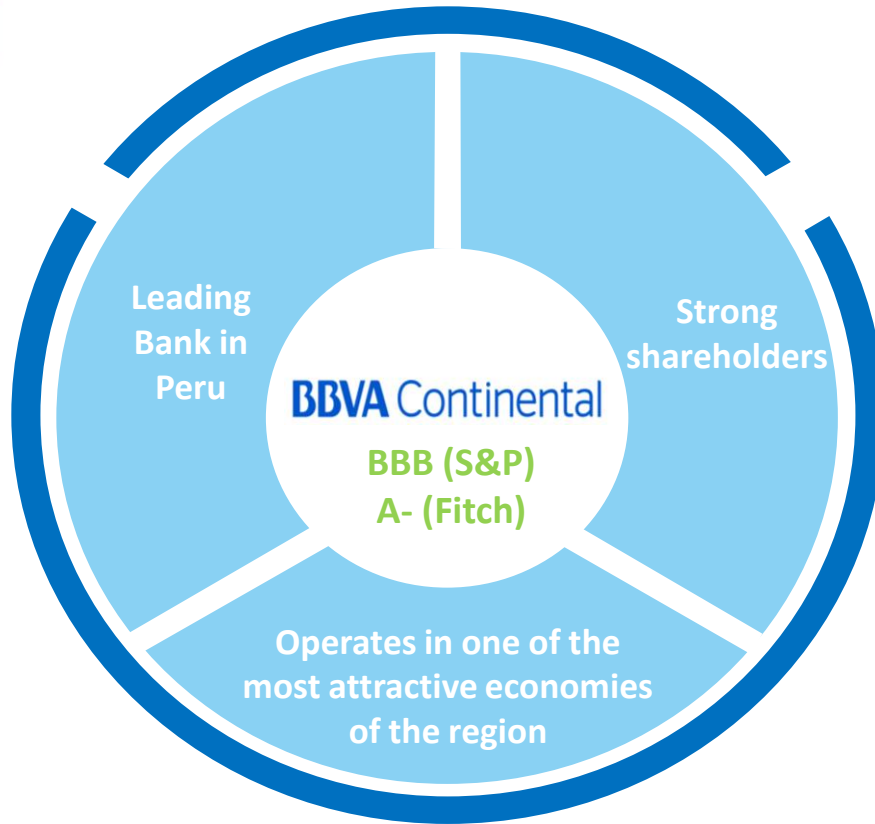 Leading
Bank in
Peru
Strong
shareholders
BBVA Continental
BBB (S&P)
A- (Fitch)
Operates in one of the
most attractive economies
of the region